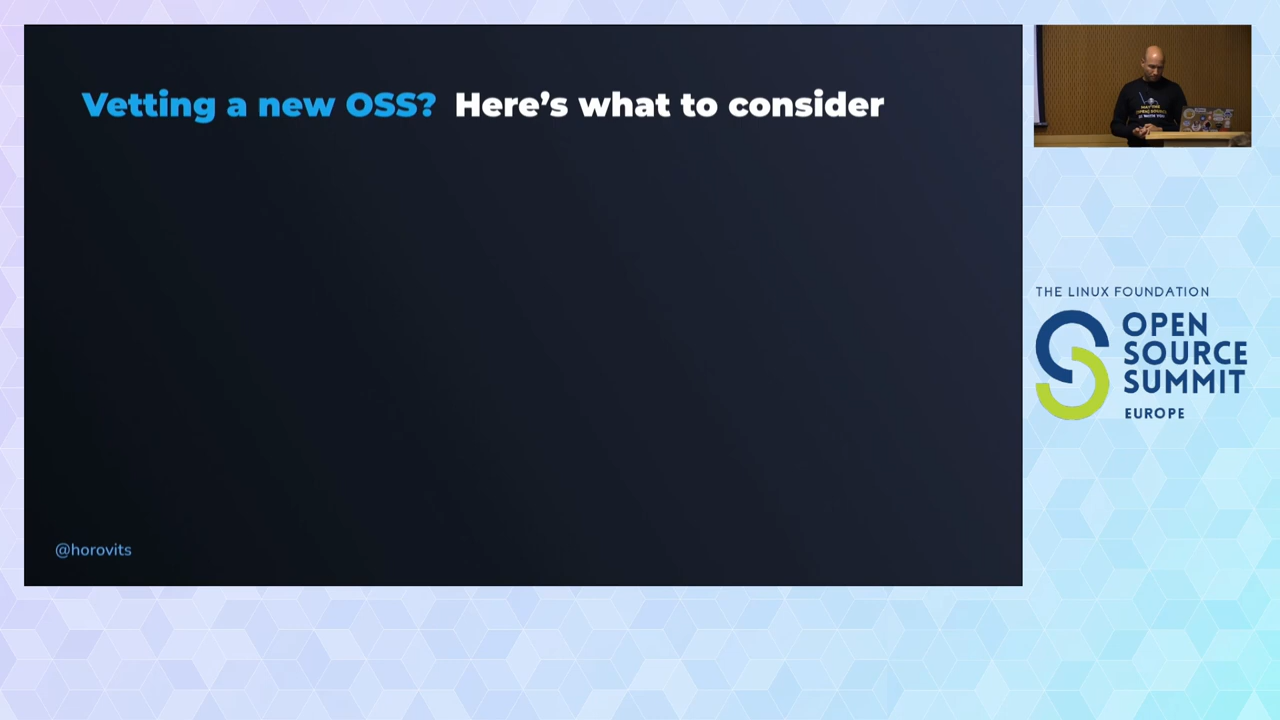 Vetting a new OSS? Here's what to consider
@horovits
THE LINUX FOUNDATION
OPEN
SOURCE
SUMMIT
EUROPE